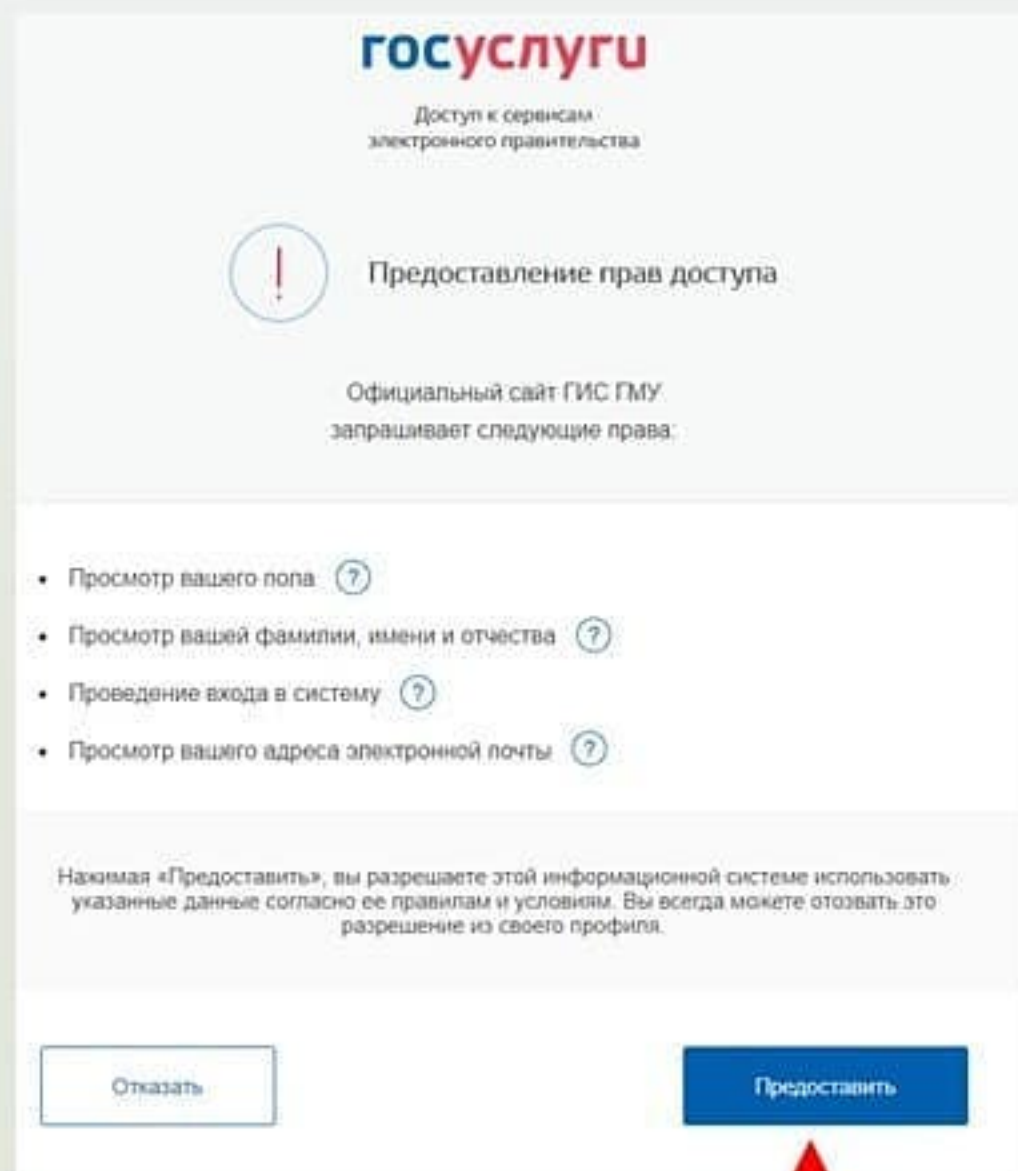 госуслуги
Доступ к сервисам
электронного правительства
!
Предоставление прав доступа
Официальный сайт ГИС ГМУ
запрашивает следующие права:
• Просмотр вашего пола ?
• Просмотр вашей фамилии, имени и отчества ?
• Проведение входа в систему ?
• Просмотр вашего адреса электронной почты ?
Нажимая «Предоставить», вы разрешаете этой информационной системе использовать
указанные данные согласно ее правилам и условиям. Вы всегда можете отозвать это
разрешение из своего профиля.
Отказать
Предоставить